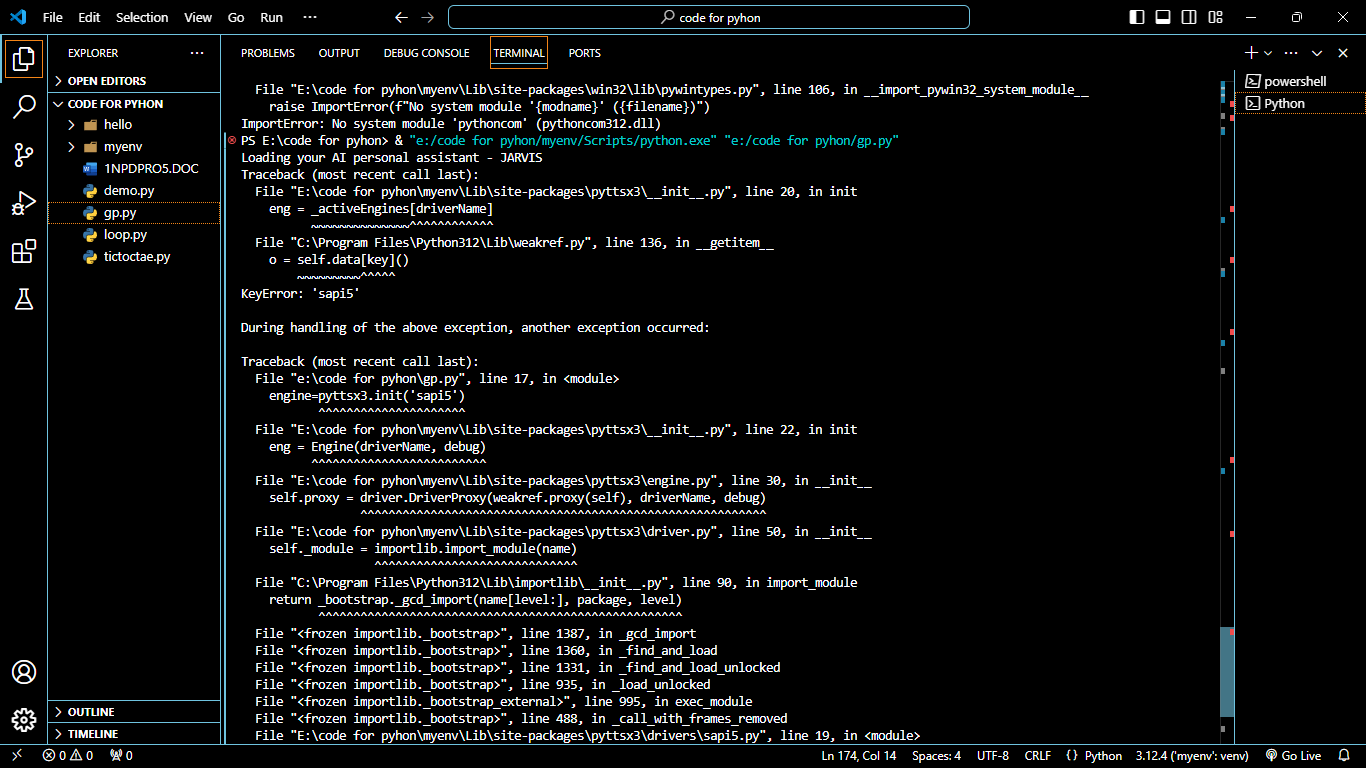 File Edit Selection View Go Run ··· code for pyhon
EXPLORER ···
OPEN EDITORS
CODE FOR PYHON
hello
myenv
1NPDPRO5.DOC
demo.py
gp.py
loop.py
tictoctae.py
OUTLINE
TIMELINE
PROBLEMS OUTPUT DEBUG CONSOLE TERMINAL PORTS
File "E:\code for pyhon\myenv\Lib\site-packages\win32\lib\pywintypes.py", line 106, in __import_pywin32_system_module__
raise ImportError(f"No system module '{modname}' ({filename})")
ImportError: No system module 'pythoncom' (pythoncom312.dll)
PS E:\code for pyhon> & "e:/code for pyhon/myenv/Scripts/python.exe" "e:/code for pyhon/gp.py"
Loading your AI personal assistant - JARVIS
Traceback (most recent call last):
File "E:\code for pyhon\myenv\Lib\site-packages\pyttsx3\__init__.py", line 20, in init
eng = _activeEngines[driverName]
~~~~~~~~~~~~~~^^^^^^^^^^^^
File "C:\Program Files\Python312\Lib\weakref.py", line 136, in __getitem__
o = self.data[key]()
~~~~~~~~~^^^^^
KeyError: 'sapi5'
During handling of the above exception, another exception occurred:
Traceback (most recent call last):
File "e:\code for pyhon\gp.py", line 17, in <module>
engine=pyttsx3.init('sapi5')
^^^^^^^^^^^^^^^^^^^^^
File "E:\code for pyhon\myenv\Lib\site-packages\pyttsx3\__init__.py", line 22, in init
eng = Engine(driverName, debug)
^^^^^^^^^^^^^^^^^^^^^^^^^
File "E:\code for pyhon\myenv\Lib\site-packages\pyttsx3\engine.py", line 30, in __init__
self.proxy = driver.DriverProxy(weakref.proxy(self), driverName, debug)
^^^^^^^^^^^^^^^^^^^^^^^^^^^^^^^^^^^^^^^^^^^^^^^^^^^^^^^^^^
File "E:\code for pyhon\myenv\Lib\site-packages\pyttsx3\driver.py", line 50, in __init__
self._module = importlib.import_module(name)
^^^^^^^^^^^^^^^^^^^^^^^^^^^^^
File "C:\Program Files\Python312\Lib\importlib\__init__.py", line 90, in import_module
return _bootstrap._gcd_import(name[level:], package, level)
^^^^^^^^^^^^^^^^^^^^^^^^^^^^^^^^^^^^^^^^^^^^^^^^^^^^
File "<frozen importlib._bootstrap>", line 1387, in _gcd_import
File "<frozen importlib._bootstrap>", line 1360, in _find_and_load
File "<frozen importlib._bootstrap>", line 1331, in _find_and_load_unlocked
File "<frozen importlib._bootstrap>", line 935, in _load_unlocked
File "<frozen importlib._bootstrap_external>", line 995, in exec_module
File "<frozen importlib._bootstrap>", line 488, in _call_with_frames_removed
File "E:\code for pyhon\myenv\Lib\site-packages\pyttsx3\drivers\sapi5.py", line 19, in <module>
powershell
Python
0 0 0 Ln 174, Col 14 Spaces: 4 UTF-8 CRLF {} Python 3.12.4 ('myenv': venv) Go Live